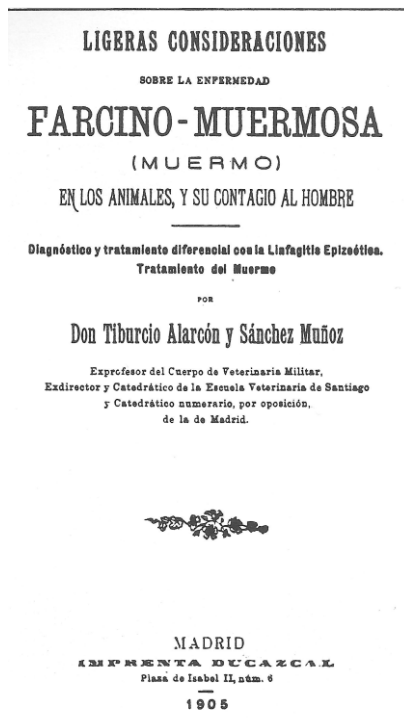 LIGERAS CONSIDERACIONES
SOBRE LA ENFERMEDAD
FARCINO-MUERMOSA
(MUERMO)
EN LOS ANIMALES, Y SU CONTAGIO AL HOMBRE
Diagnóstico y tratamiento diferencial con la Linfagitis Epizoótica.
Tratamiento del Muermo
POR
Don Tiburcio Alarcón y Sánchez Muñoz
Exprofesor del Cuerpo de Veterinaria Militar,
Exdirector y Catedrático de la Escuela Veterinaria de Santiago
y Catedrático numerario, por oposición,
de la de Madrid.
MADRID
IMPRENTA DUCAZCAL
Plaza de Isabel II, núm. 6
1905